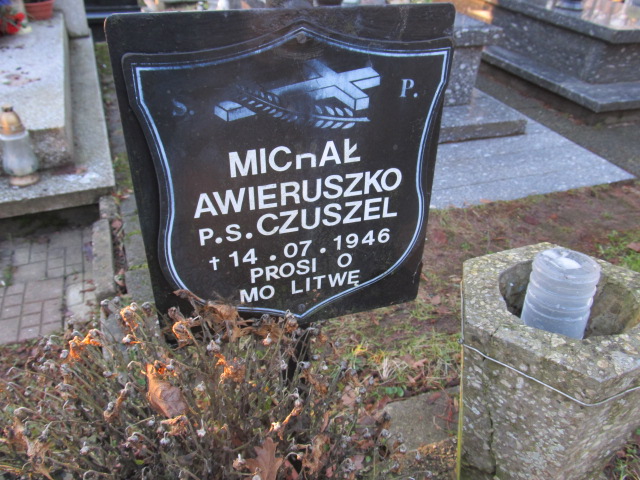 S. P.
MICHAŁ
AWIERUSZKO
P.S. CZUSZEL
† 14.07.1946
PROSI O
MO LITWĘ